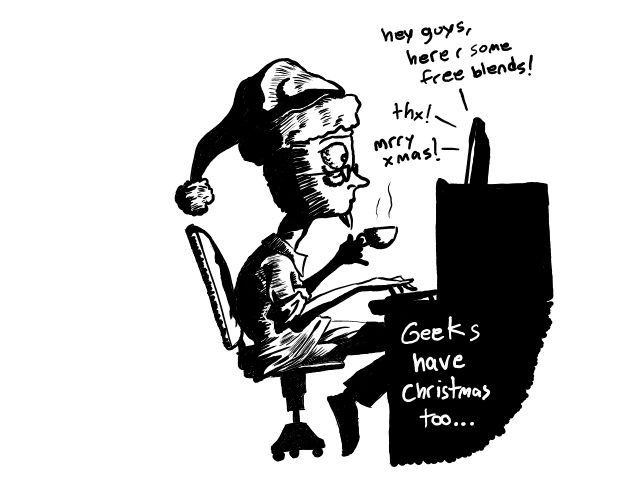 hey guys,
here r some
free blends!
thx!
mrry
xmas!
Geeks
have
Christmas
too...